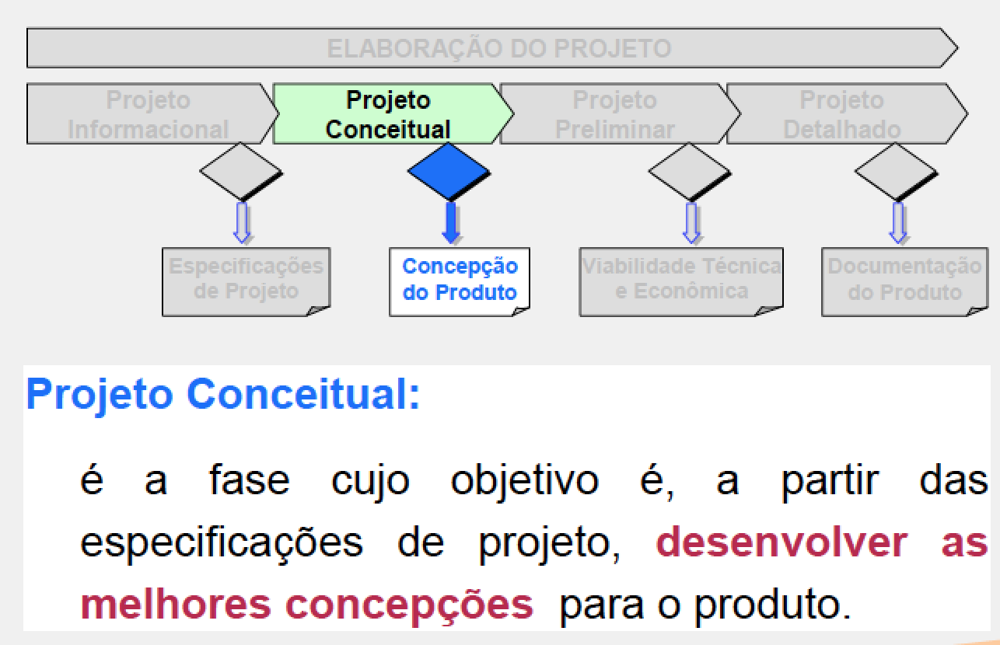 ELABORAÇÃO DO PROJETO
Projeto
Informacional
Projeto
Conceitual
Projeto
Preliminar
Projeto
Detalhado
Especificações
de Projeto
Concepção
do Produto
Viabilidade Técnica
e Econômica
Documentação
do Produto
Projeto Conceitual:
é a fase cujo objetivo é, a partir das
especificações de projeto, desenvolver as
melhores concepções para o produto.